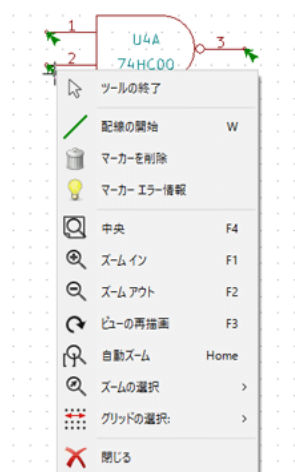 1
U4A
3
2
74HC00
ツールの終了
配線の開始 W
マーカーを削除
マーカー エラー情報
中央 F4
ズーム イン F1
ズーム アウト F2
ビューの再描画 F3
自動ズーム Home
ズームの選択
グリッドの選択:
閉じる